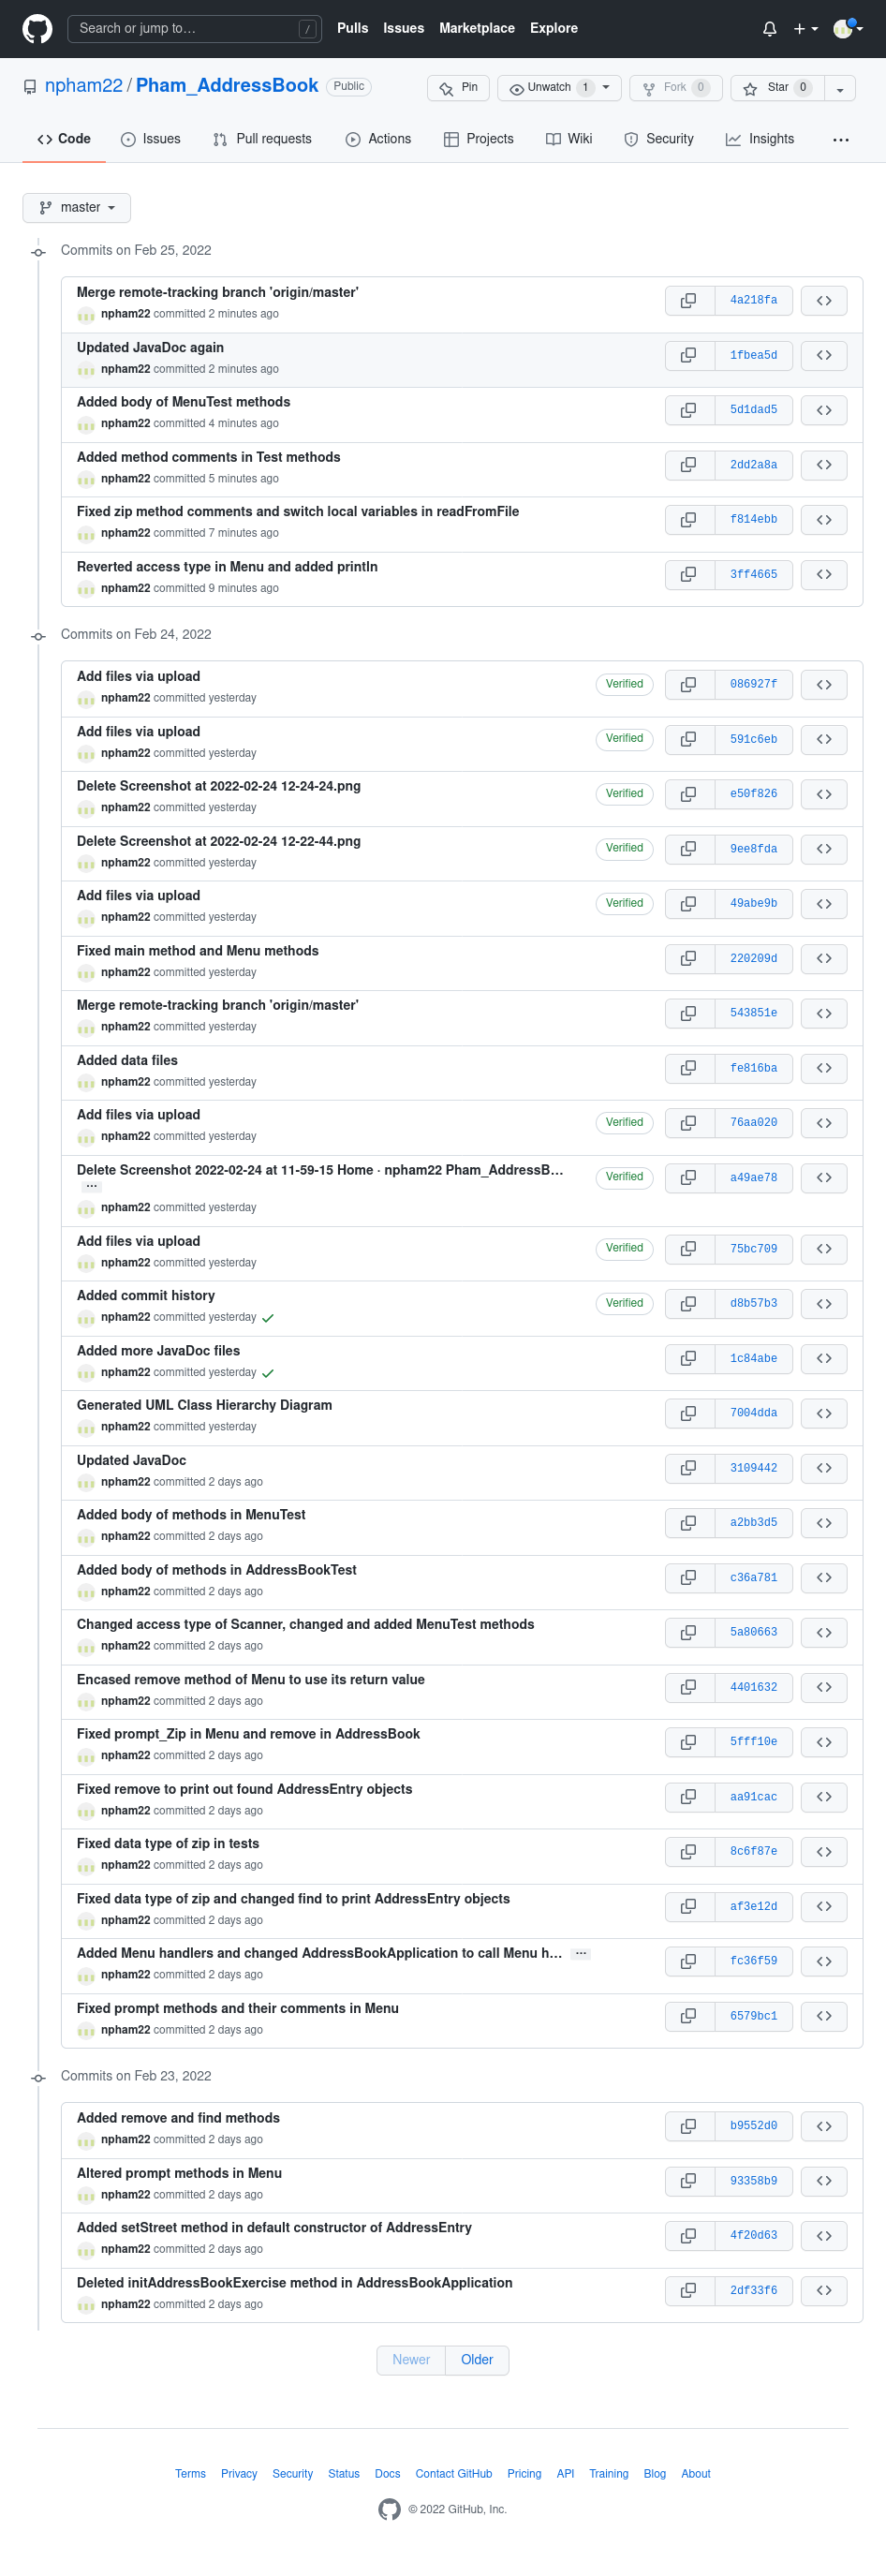 Search or jump to…
/
Pulls
Issues
Marketplace
Explore
npham22 / Pham_AddressBook
Public
Pin
Unwatch 1
Fork 0
Star 0
Code
Issues
Pull requests
Actions
Projects
Wiki
Security
Insights
master
Commits on Feb 25, 2022
Merge remote-tracking branch 'origin/master'
npham22 committed 2 minutes ago
4a218fa
Updated JavaDoc again
npham22 committed 2 minutes ago
1fbea5d
Added body of MenuTest methods
npham22 committed 4 minutes ago
5d1dad5
Added method comments in Test methods
npham22 committed 5 minutes ago
2dd2a8a
Fixed zip method comments and switch local variables in readFromFile
npham22 committed 7 minutes ago
f814ebb
Reverted access type in Menu and added println
npham22 committed 9 minutes ago
3ff4665
Commits on Feb 24, 2022
Add files via upload
npham22 committed yesterday
Verified
086927f
Add files via upload
npham22 committed yesterday
Verified
591c6eb
Delete Screenshot at 2022-02-24 12-24-24.png
npham22 committed yesterday
Verified
e50f826
Delete Screenshot at 2022-02-24 12-22-44.png
npham22 committed yesterday
Verified
9ee8fda
Add files via upload
npham22 committed yesterday
Verified
49abe9b
Fixed main method and Menu methods
npham22 committed yesterday
220209d
Merge remote-tracking branch 'origin/master'
npham22 committed yesterday
543851e
Added data files
npham22 committed yesterday
fe816ba
Add files via upload
npham22 committed yesterday
Verified
76aa020
Delete Screenshot 2022-02-24 at 11-59-15 Home · npham22 Pham_AddressB…
…
npham22 committed yesterday
Verified
a49ae78
Add files via upload
npham22 committed yesterday
Verified
75bc709
Added commit history
npham22 committed yesterday
Verified
d8b57b3
Added more JavaDoc files
npham22 committed yesterday
1c84abe
Generated UML Class Hierarchy Diagram
npham22 committed yesterday
7004dda
Updated JavaDoc
npham22 committed 2 days ago
3109442
Added body of methods in MenuTest
npham22 committed 2 days ago
a2bb3d5
Added body of methods in AddressBookTest
npham22 committed 2 days ago
c36a781
Changed access type of Scanner, changed and added MenuTest methods
npham22 committed 2 days ago
5a80663
Encased remove method of Menu to use its return value
npham22 committed 2 days ago
4401632
Fixed prompt_Zip in Menu and remove in AddressBook
npham22 committed 2 days ago
5fff10e
Fixed remove to print out found AddressEntry objects
npham22 committed 2 days ago
aa91cac
Fixed data type of zip in tests
npham22 committed 2 days ago
8c6f87e
Fixed data type of zip and changed find to print AddressEntry objects
npham22 committed 2 days ago
af3e12d
Added Menu handlers and changed AddressBookApplication to call Menu h… …
npham22 committed 2 days ago
fc36f59
Fixed prompt methods and their comments in Menu
npham22 committed 2 days ago
6579bc1
Commits on Feb 23, 2022
Added remove and find methods
npham22 committed 2 days ago
b9552d0
Altered prompt methods in Menu
npham22 committed 2 days ago
93358b9
Added setStreet method in default constructor of AddressEntry
npham22 committed 2 days ago
4f20d63
Deleted initAddressBookExercise method in AddressBookApplication
npham22 committed 2 days ago
2df33f6
Newer
Older
Terms
Privacy
Security
Status
Docs
Contact GitHub
Pricing
API
Training
Blog
About
© 2022 GitHub, Inc.